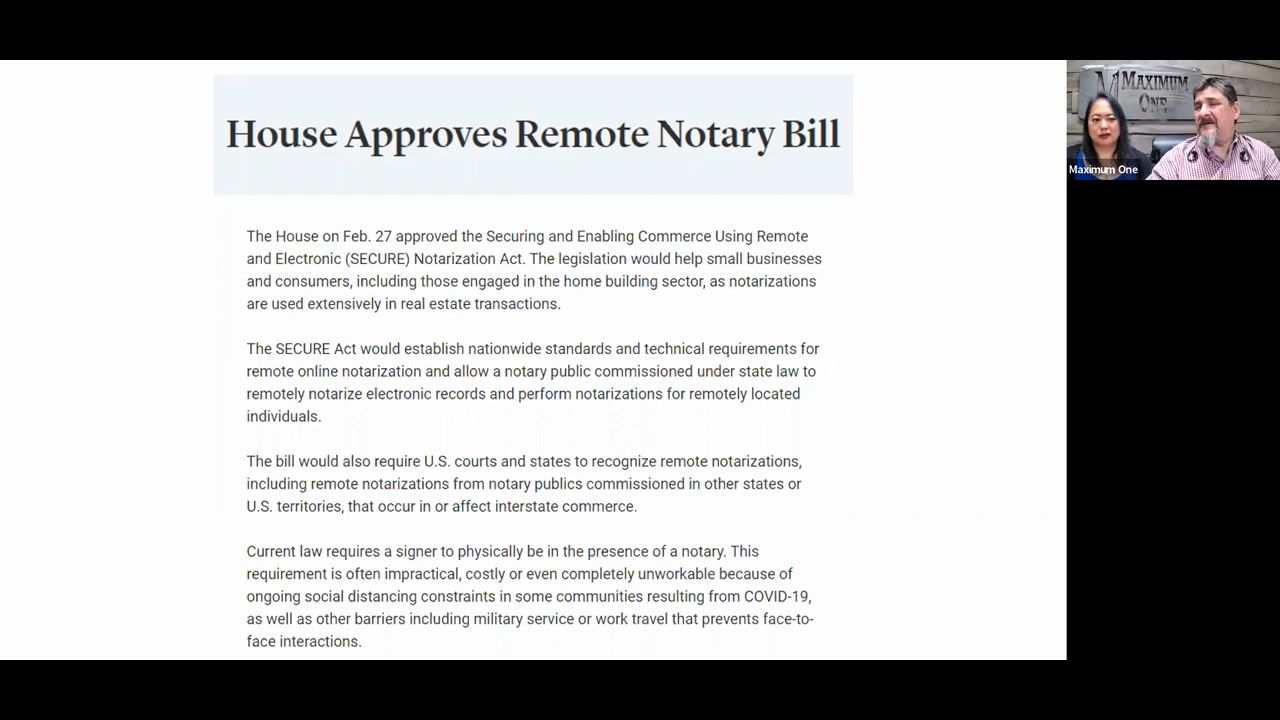 House Approves Remote Notary Bill
The House on Feb. 27 approved the Securing and Enabling Commerce Using Remote
and Electronic (SECURE) Notarization Act. The legislation would help small businesses
and consumers, including those engaged in the home building sector, as notarizations
are used extensively in real estate transactions.
The SECURE Act would establish nationwide standards and technical requirements for
remote online notarization and allow a notary public commissioned under state law to
remotely notarize electronic records and perform notarizations for remotely located
individuals.
The bill would also require U.S. courts and states to recognize remote notarizations,
including remote notarizations from notary publics commissioned in other states or
U.S. territories, that occur in or affect interstate commerce.
Current law requires a signer to physically be in the presence of a notary. This
requirement is often impractical, costly or even completely unworkable because of
ongoing social distancing constraints in some communities resulting from COVID-19,
as well as other barriers including military service or work travel that prevents face-to-
face interactions.
MAXIMUM
ONE
Maximum One